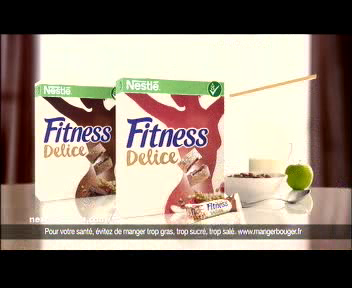 Nestlé
Nestlé
Fitness
Fitness
Delice
Delice
Fitness
Pour votre santé, évitez de manger trop gras, trop sucré, trop salé. www.mangerbouger.fr